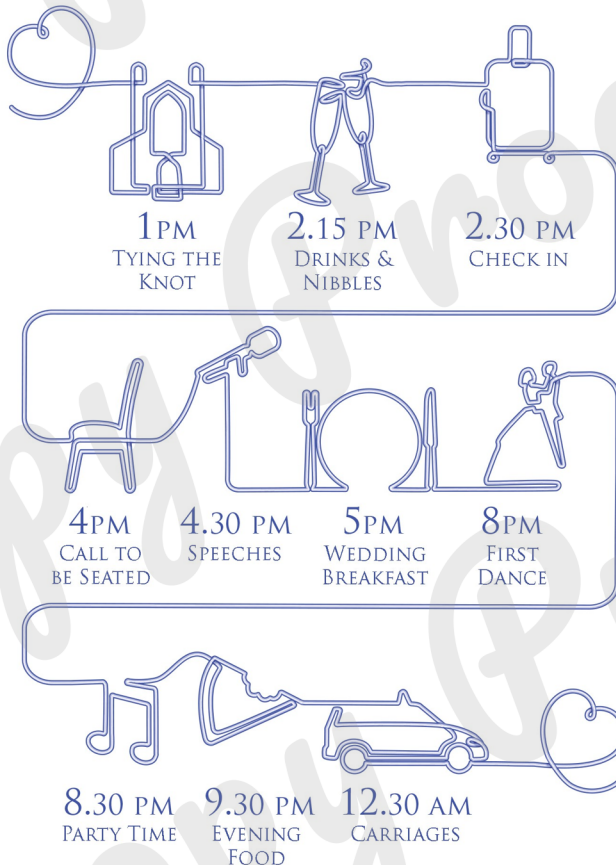 1PM
TYING THE
KNOT
2.15 PM
DRINKS &
NIBBLES
2.30 PM
CHECK IN
4PM
CALL TO
BE SEATED
4.30 PM
SPEECHES
5PM
WEDDING
BREAKFAST
8PM
FIRST
DANCE
8.30 PM
PARTY TIME
9.30 PM
EVENING
FOOD
12.30 AM
CARRIAGES